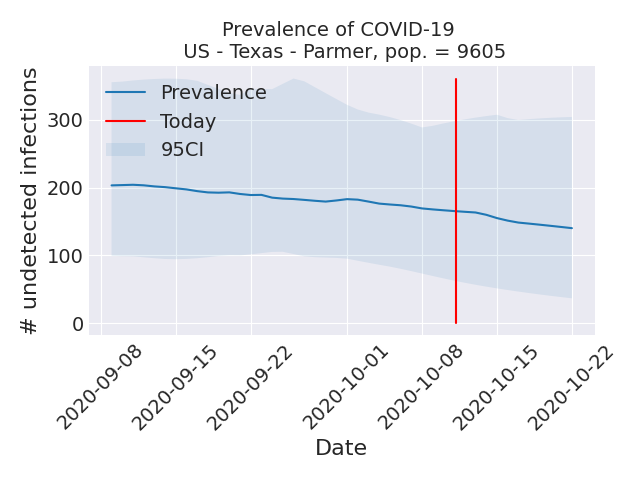 Prevalence of COVID-19
US - Texas - Parmer, pop. = 9605
# undetected infections
300
200
100
0
Prevalence
Today
95CI
2020-09-08
2020-09-15
2020-09-22
2020-10-01
2020-10-08
2020-10-15
2020-10-22
Date